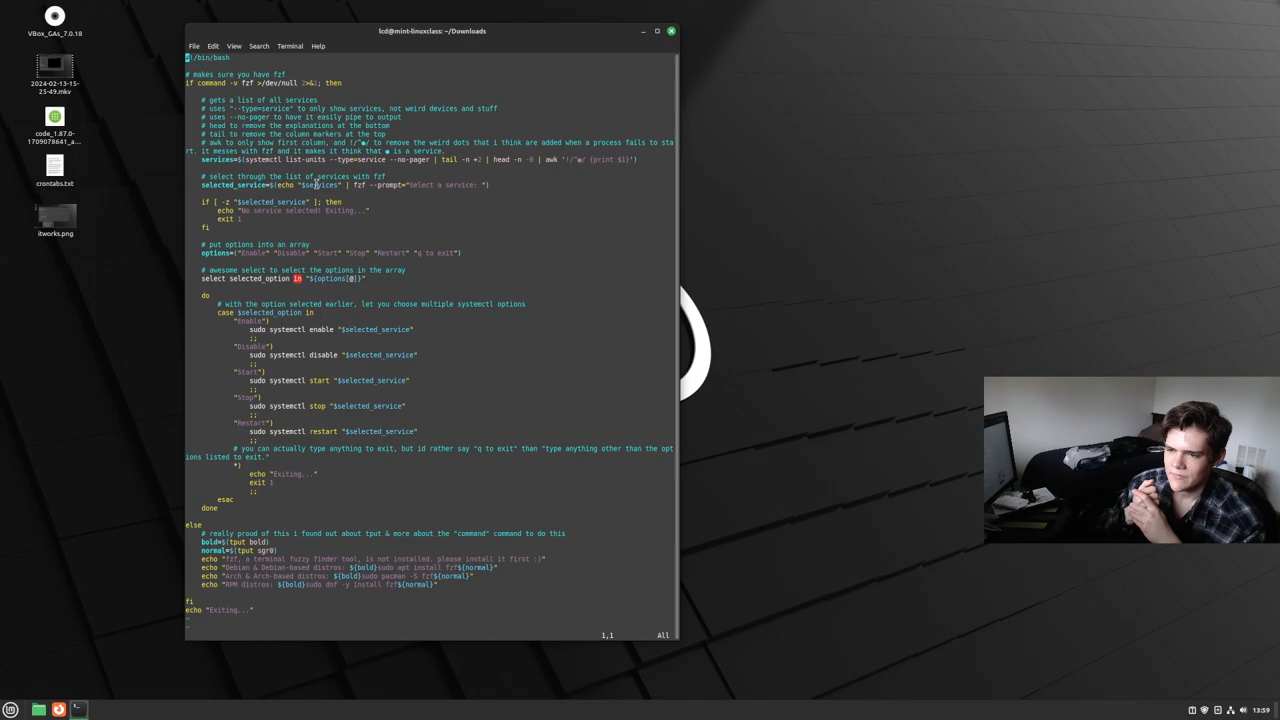 VBox_GAs_7.0.18
2024-02-13-15-
25-49.mkv
code_1.87.0-
1709078641_a...
crontabs.txt
itworks.png
lcd@mint-linuxclass: ~/Downloads
File Edit View Search Terminal Help
#!/bin/bash
# makes sure you have fzf
if command -v fzf >/dev/null 2>&1; then
# gets a list of all services
# uses "--type=service" to only show services, not weird devices and stuff
# uses --no-pager to have it easily pipe to output
# head to remove the explanations at the bottom
# tail to remove the column markers at the top
# awk to only show first column, and !/^●/ to remove the weird dots that i think are added when a process fails to sta
rt. it messes with fzf and it makes it think that ● is a service.
services=$(systemctl list-units --type=service --no-pager | tail -n +2 | head -n -6 | awk '!/^●/ {print $1}')
# select through the list of services with fzf
selected_service=$(echo "$services" | fzf --prompt="Select a service: ")
if [ -z "$selected_service" ]; then
echo "No service selected! Exiting..."
exit 1
fi
# put options into an array
options=("Enable" "Disable" "Start" "Stop" "Restart" "q to exit")
# awesome select to select the options in the array
select selected_option in "${options[@]}"
do
# with the option selected earlier, let you choose multiple systemctl options
case $selected_option in
"Enable")
sudo systemctl enable "$selected_service"
;;
"Disable")
sudo systemctl disable "$selected_service"
;;
"Start")
sudo systemctl start "$selected_service"
;;
"Stop")
sudo systemctl stop "$selected_service"
;;
"Restart")
sudo systemctl restart "$selected_service"
;;
# you can actually type anything to exit, but id rather say "q to exit" than "type anything other than the opt
ions listed to exit."
*)
echo "Exiting..."
exit 1
;;
esac
done
else
# really proud of this i found out about tput & more about the "command" command to do this
bold=$(tput bold)
normal=$(tput sgr0)
echo "fzf, a terminal fuzzy finder tool, is not installed. please install it first :)"
echo "Debian & Debian-based distros: ${bold}sudo apt install fzf${normal}"
echo "Arch & Arch-based distros: ${bold}sudo pacman -S fzf${normal}"
echo "RPM distros: ${bold}sudo dnf -y install fzf${normal}"
fi
echo "Exiting..."
~
~
1,1 All
13:59